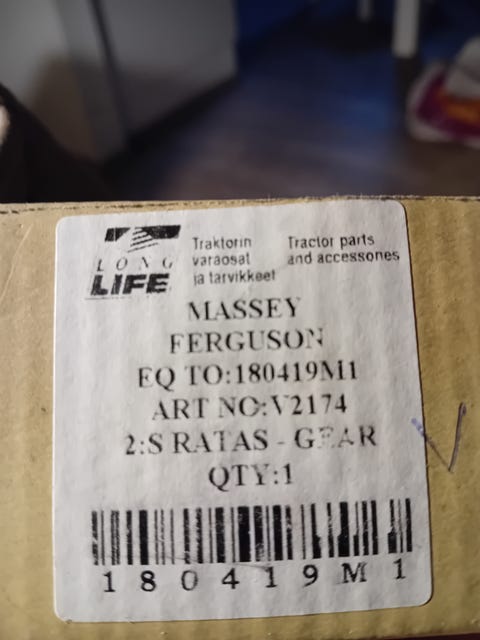 LONG
LIFE
Traktorin
varaosat
ja tarvikkeet
Tractor parts
and accessories
MASSEY
FERGUSON
EQ TO:180419M1
ART NO:V2174
2:S RATAS - GEAR
QTY:1
180419M1